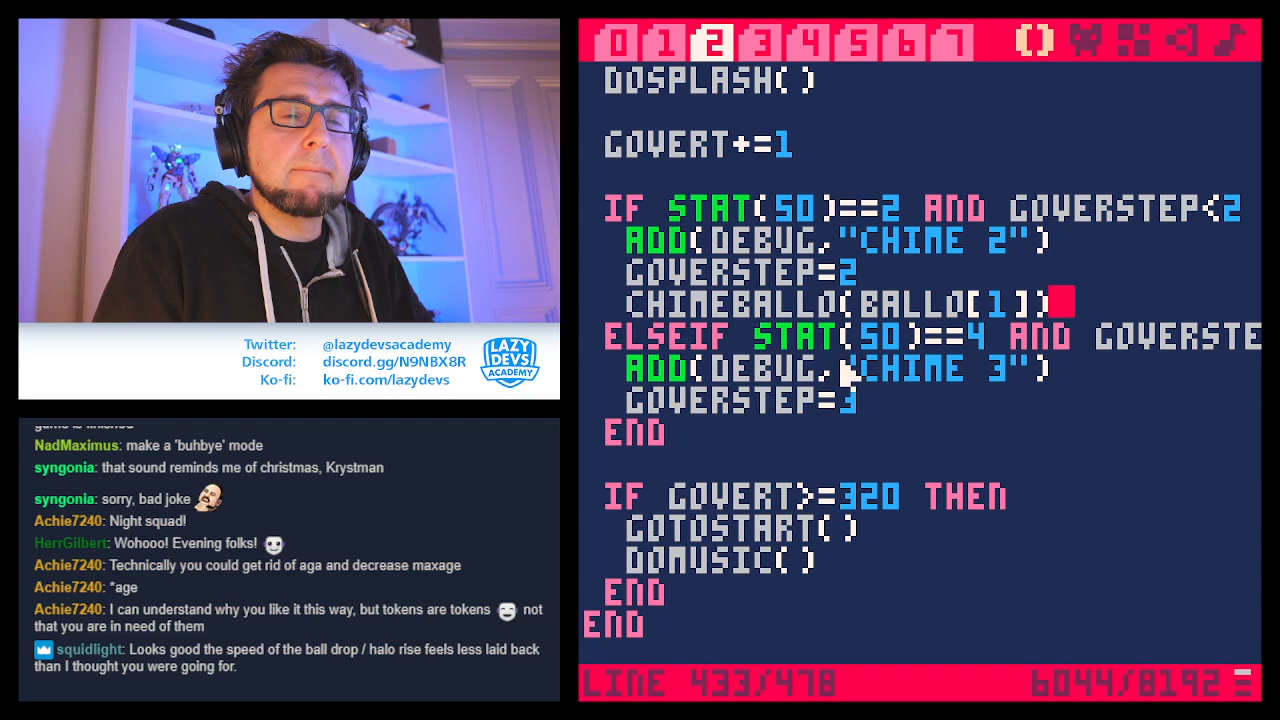 Twitter: @lazydevsacademy
Discord: discord.gg/N9NBX8R
Ko-fi: ko-fi.com/lazydevs
LAZY
DEVS
ACADEMY
NadMaximus: make a 'buhbye' mode
syngonia: that sound reminds me of christmas, Krystman
syngonia: sorry, bad joke
Achie7240: Night squad!
HerrGilbert: Wohooo! Evening folks!
Achie7240: Technically you could get rid of aga and decrease maxage
Achie7240: *age
Achie7240: I can understand why you like it this way, but tokens are tokens not
that you are in need of them
squidlight: Looks good the speed of the ball drop / halo rise feels less laid back
than I thought you were going for.
0 1 2 3 4 5 6 7 ()
DOSPLASH()
GOVERT+=1
IF STAT(50)==2 AND GOVERSTEP<2
ADD(DEBUG,"CHIME 2")
GOVERSTEP=2
CHIMEBALLO(BALLO[1])
ELSEIF STAT(50)==4 AND GOVERSTE
ADD(DEBUG,"CHIME 3")
GOVERSTEP=3
END
IF GOVERT>=320 THEN
GOTOSTART()
DOMUSIC()
END
END
LINE 433/478 6044/8192